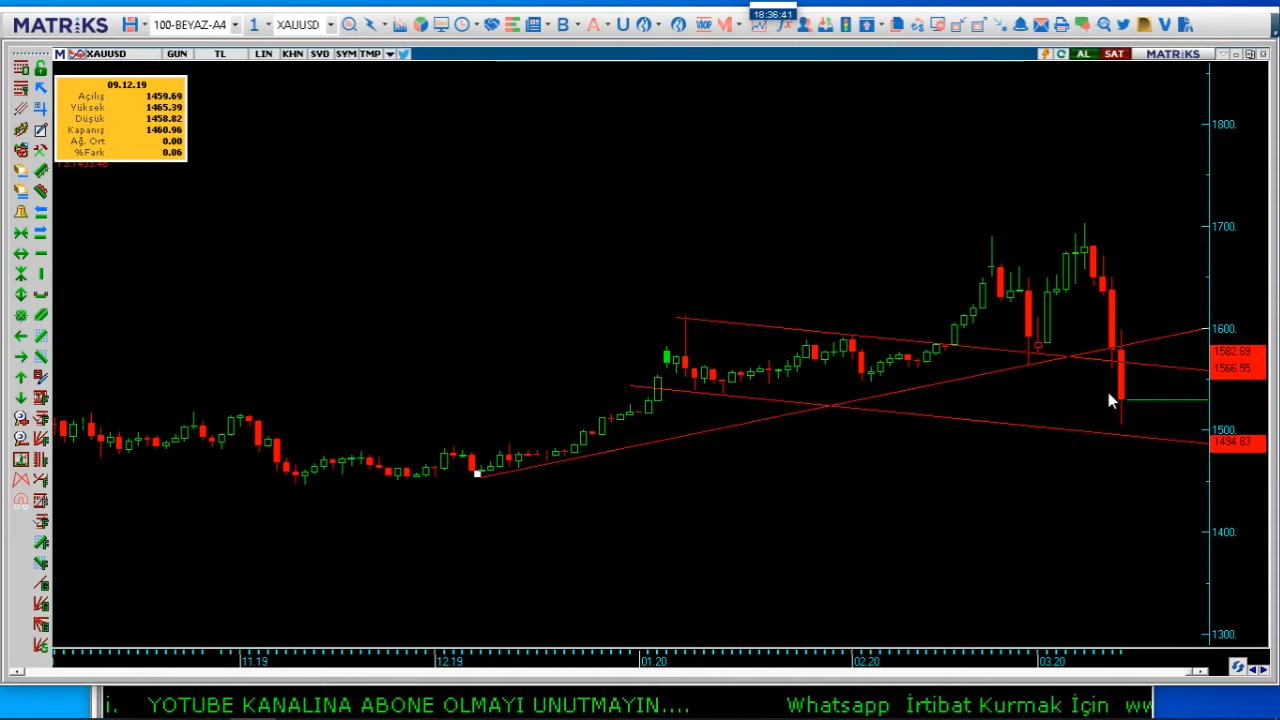 18:36:41
MATRiKS 100-BEYAZ-A4 1 XAUUSD
M XAUUSD GUN TL LIN KHN SVD SYM TMP AL SAT MATRiKS
09.12.19
Açılış 1459.69
Yüksek 1465.39
Düşük 1458.82
Kapanış 1460.96
Ağ. Ort 0.00
%Fark 0.06
1800.
1700.
1600.
1582.69
1566.55
1500.
1494.83
1400.
1300.
11.19 12.19 01.20 02.20 03.20
i. YOTUBE KANALINA ABONE OLMAYI UNUTMAYIN.... Whatsapp İrtibat Kurmak İçin ww